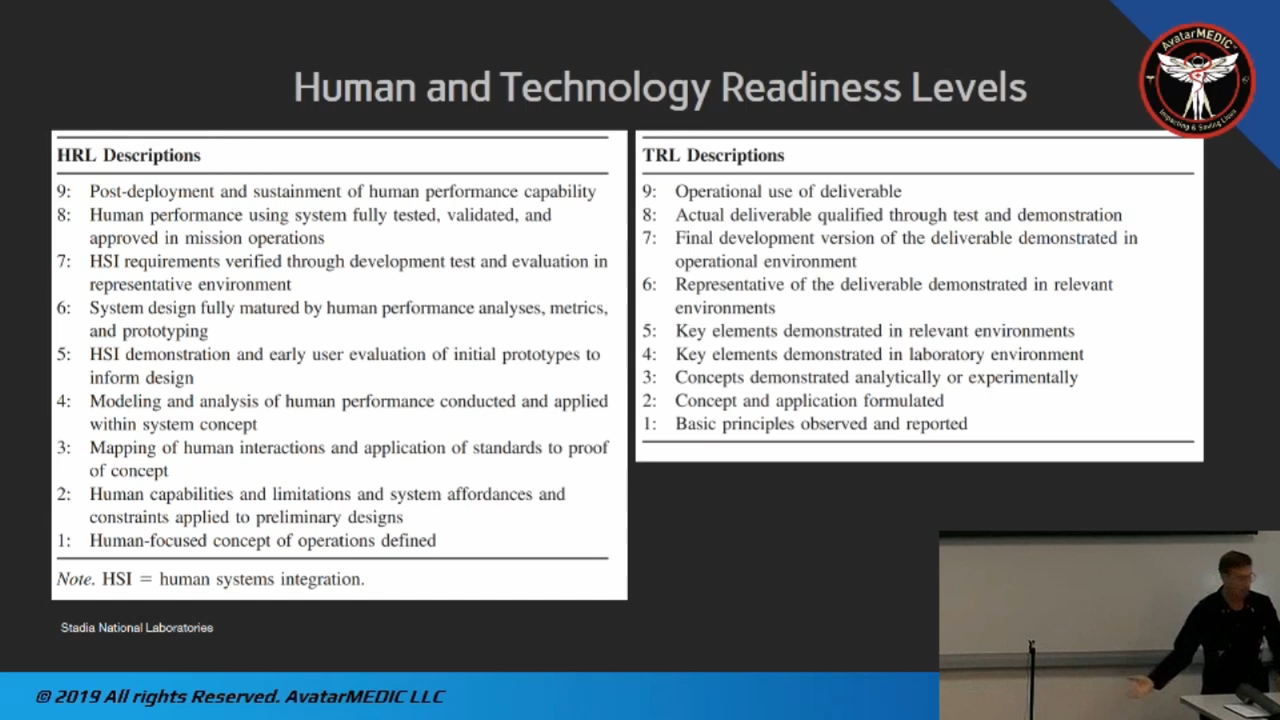 AvatarMEDIC
Impacting & Saving Lives
Human and Technology Readiness Levels
HRL Descriptions
9: Post-deployment and sustainment of human performance capability
8: Human performance using system fully tested, validated, and
approved in mission operations
7: HSI requirements verified through development test and evaluation in
representative environment
6: System design fully matured by human performance analyses, metrics,
and prototyping
5: HSI demonstration and early user evaluation of initial prototypes to
inform design
4: Modeling and analysis of human performance conducted and applied
within system concept
3: Mapping of human interactions and application of standards to proof
of concept
2: Human capabilities and limitations and system affordances and
constraints applied to preliminary designs
1: Human-focused concept of operations defined
Note. HSI = human systems integration.
TRL Descriptions
9: Operational use of deliverable
8: Actual deliverable qualified through test and demonstration
7: Final development version of the deliverable demonstrated in
operational environment
6: Representative of the deliverable demonstrated in relevant
environments
5: Key elements demonstrated in relevant environments
4: Key elements demonstrated in laboratory environment
3: Concepts demonstrated analytically or experimentally
2: Concept and application formulated
1: Basic principles observed and reported
Stadia National Laboratories
© 2019 All rights Reserved. AvatarMEDIC LLC